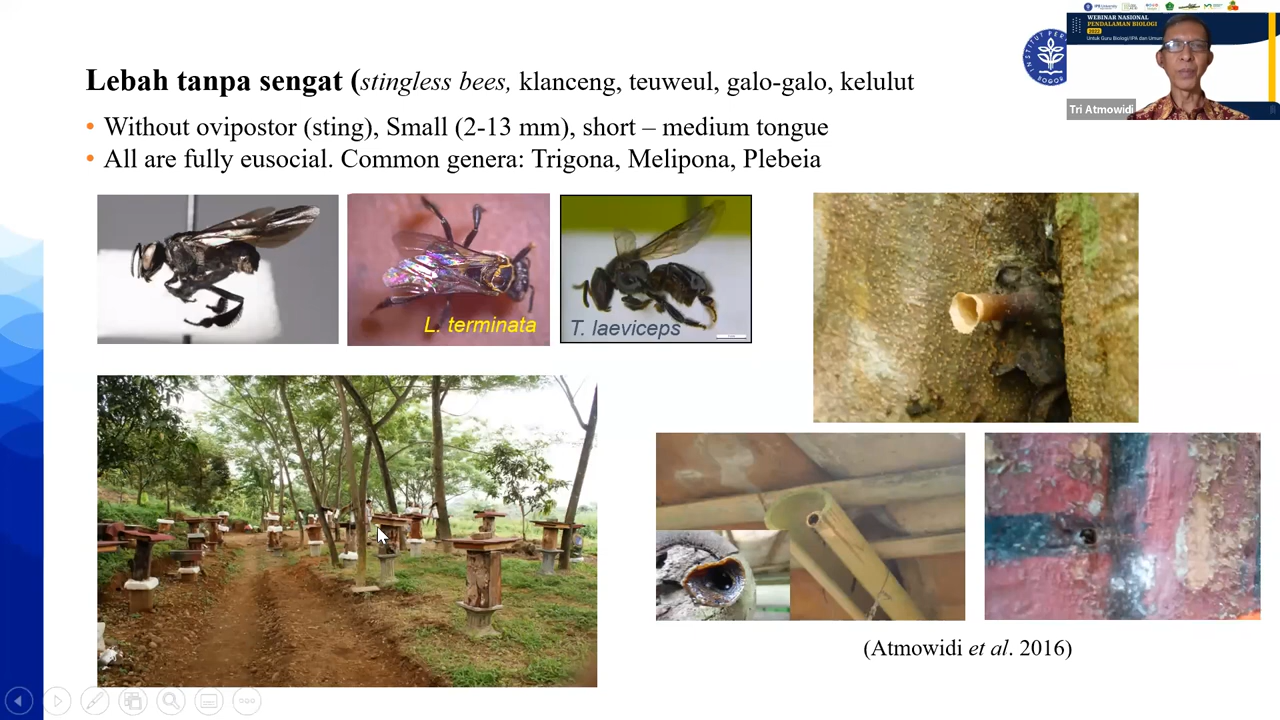 WEBINAR NASIONAL
PENDALAMAN BIOLOGI
2022
Untuk Guru Biologi/IPA dan Umum
Tri Atmowidi
Lebah tanpa sengat (stingless bees, klanceng, teuweul, galo-galo, kelulut
• Without ovipostor (sting), Small (2-13 mm), short – medium tongue
• All are fully eusocial. Common genera: Trigona, Melipona, Plebeia
L. terminata
T. laeviceps
(Atmowidi et al. 2016)